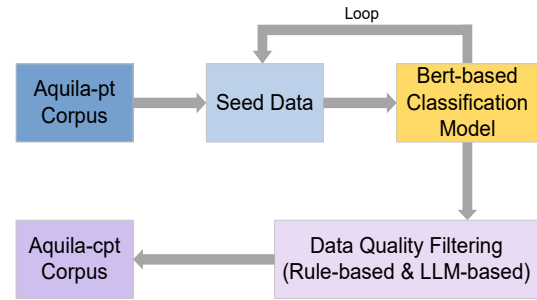 Loop
Aquila-pt
Corpus
Seed Data
Bert-based
Classification
Model
Aquila-cpt
Corpus
Data Quality Filtering
(Rule-based & LLM-based)